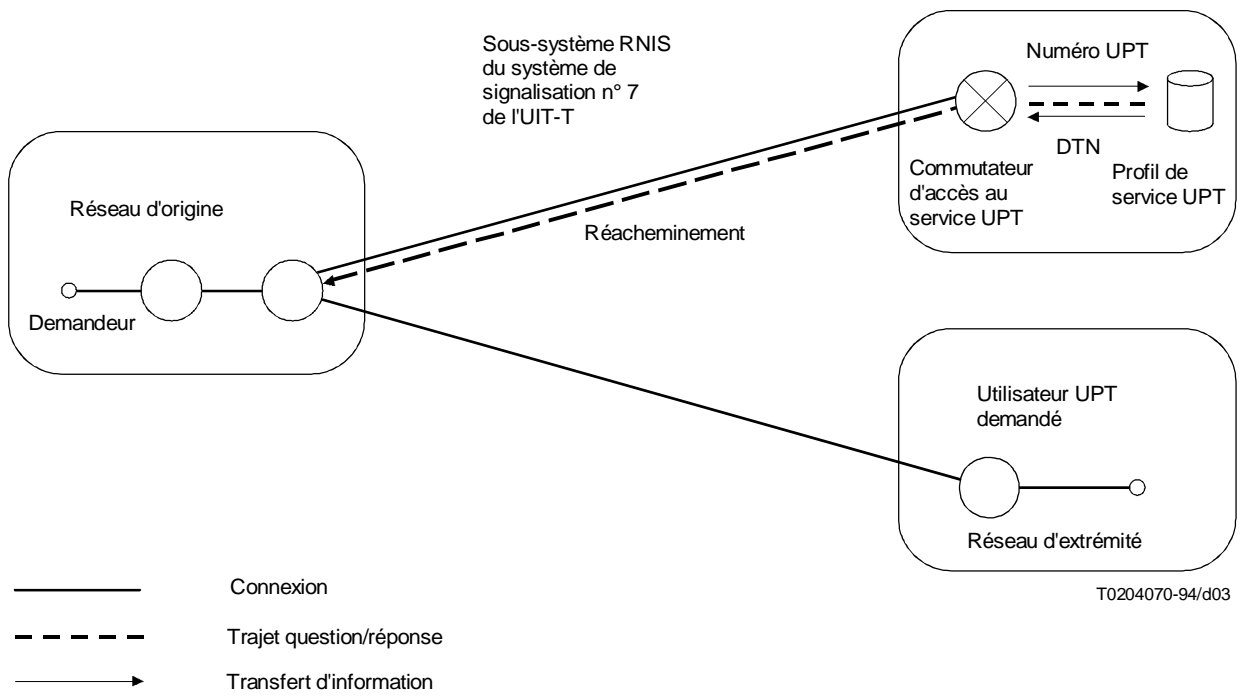 Sous-système RNIS
du système de
signalisation n° 7
de l'UIT-T
Numéro UPT
DTN
Commutateur
d'accès au
service UPT
Profil de
service UPT
Réseau d'origine
Réacheminement
Demandeur
Utilisateur UPT
demandé
Réseau d'extrémité
T0204070-94/d03
Connexion
Trajet question/réponse
Transfert d'information